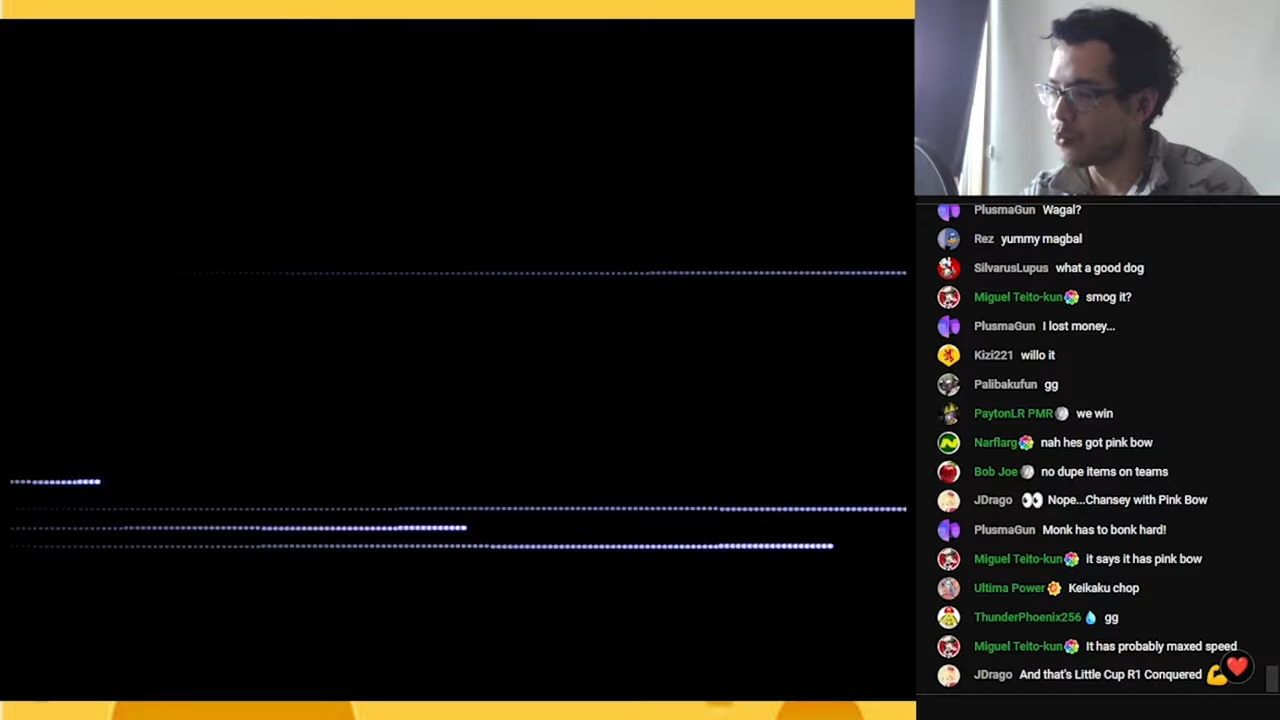 PlusmaGun Wagal?
Rez yummy magbal
SilvarusLupus what a good dog
Miguel Teito-kun smog it?
PlusmaGun I lost money...
Kizi221 willo it
Palibakufun gg
PaytonLR PMR we win
Narflarg nah hes got pink bow
Bob Joe no dupe items on teams
JDrago 👀 Nope...Chansey with Pink Bow
PlusmaGun Monk has to bonk hard!
Miguel Teito-kun it says it has pink bow
Ultima Power Keikaku chop
ThunderPhoenix256 gg
Miguel Teito-kun It has probably maxed speed
JDrago And that's Little Cup R1 Conquered 💪